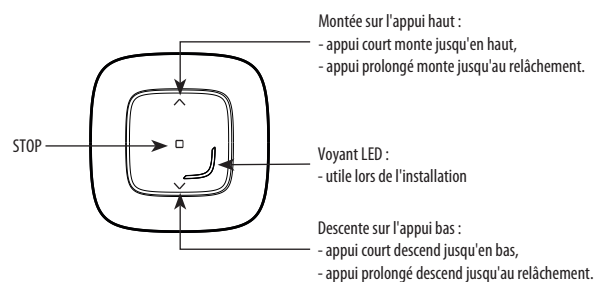 Montée sur l'appui haut :
- appui court monte jusqu'en haut,
- appui prolongé monte jusqu'au relâchement.
STOP
Voyant LED :
- utile lors de l'installation
Descente sur l'appui bas :
- appui court descend jusqu'en bas,
- appui prolongé descend jusqu'au relâchement.